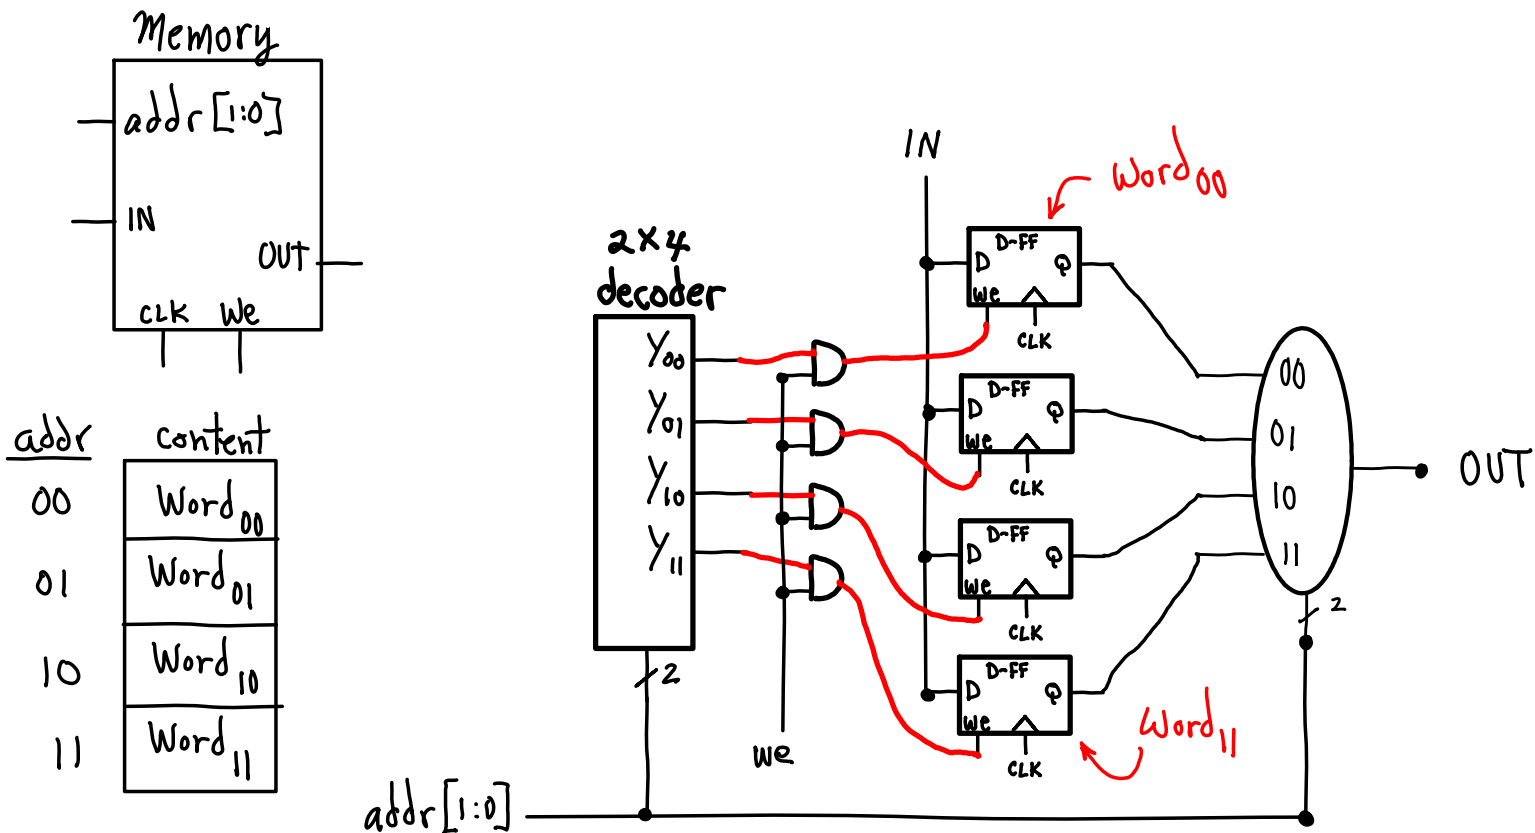 Memory
addr[1:0]
IN
OUT
CLK We
addr content
00 Word00
01 Word01
10 Word10
11 Word11
2x4
decoder
Y00
Y01
Y10
Y11
2
we
addr[1:0]
IN
Word00
D-FF
D Q
We
CLK
D-FF
D Q
We
CLK
D-FF
D Q
We
CLK
D-FF
D Q
We
CLK
Word11
00
01
10
11
2
OUT